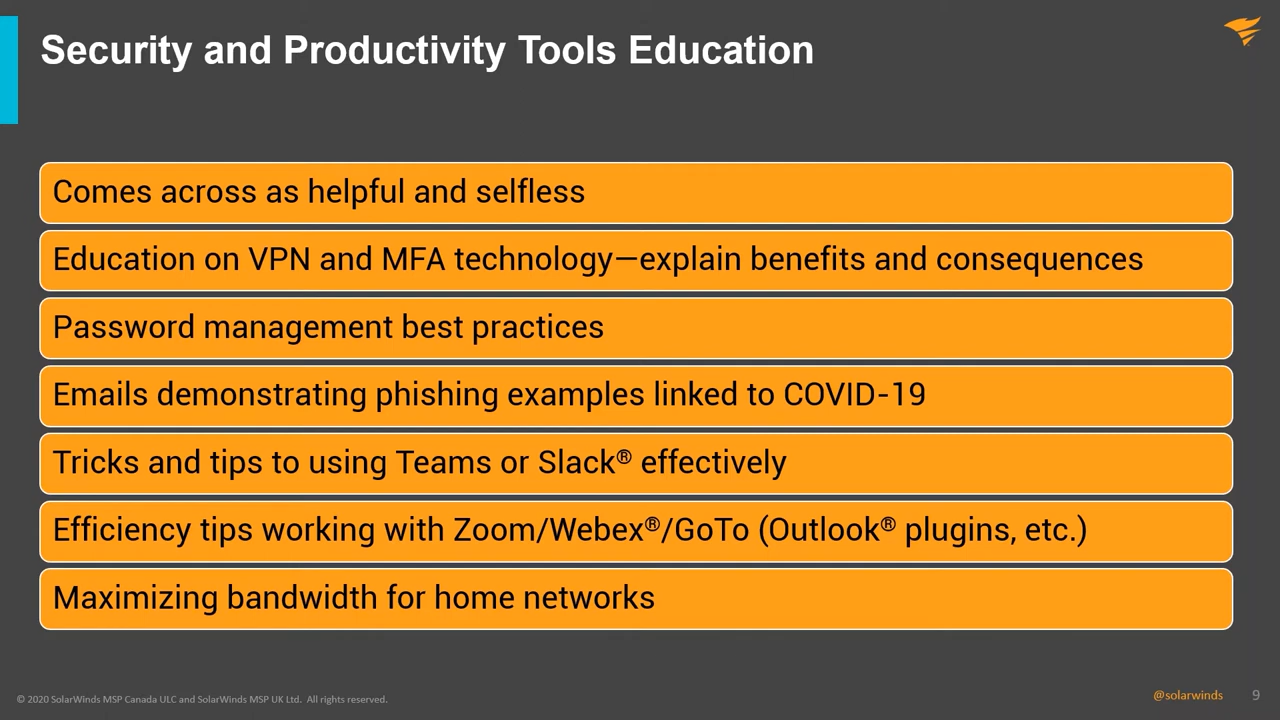 Security and Productivity Tools Education
Comes across as helpful and selfless
Education on VPN and MFA technology—explain benefits and consequences
Password management best practices
Emails demonstrating phishing examples linked to COVID-19
Tricks and tips to using Teams or Slack® effectively
Efficiency tips working with Zoom/Webex®/GoTo (Outlook® plugins, etc.)
Maximizing bandwidth for home networks
© 2020 SolarWinds MSP Canada ULC and SolarWinds MSP UK Ltd. All rights reserved.
@solarwinds
9